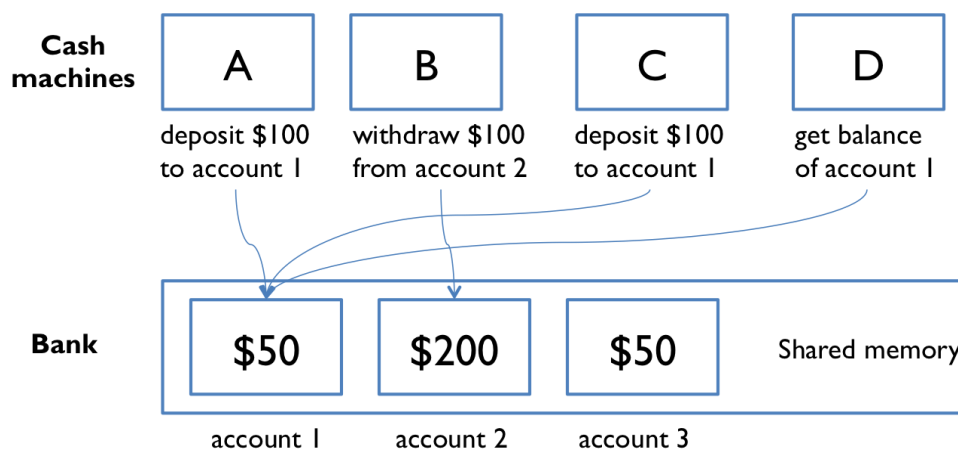 Cash
machines
A
B
C
D
deposit $100
to account 1
withdraw $100
from account 2
deposit $100
to account 1
get balance
of account 1
Bank
$50
$200
$50
Shared memory
account 1
account 2
account 3